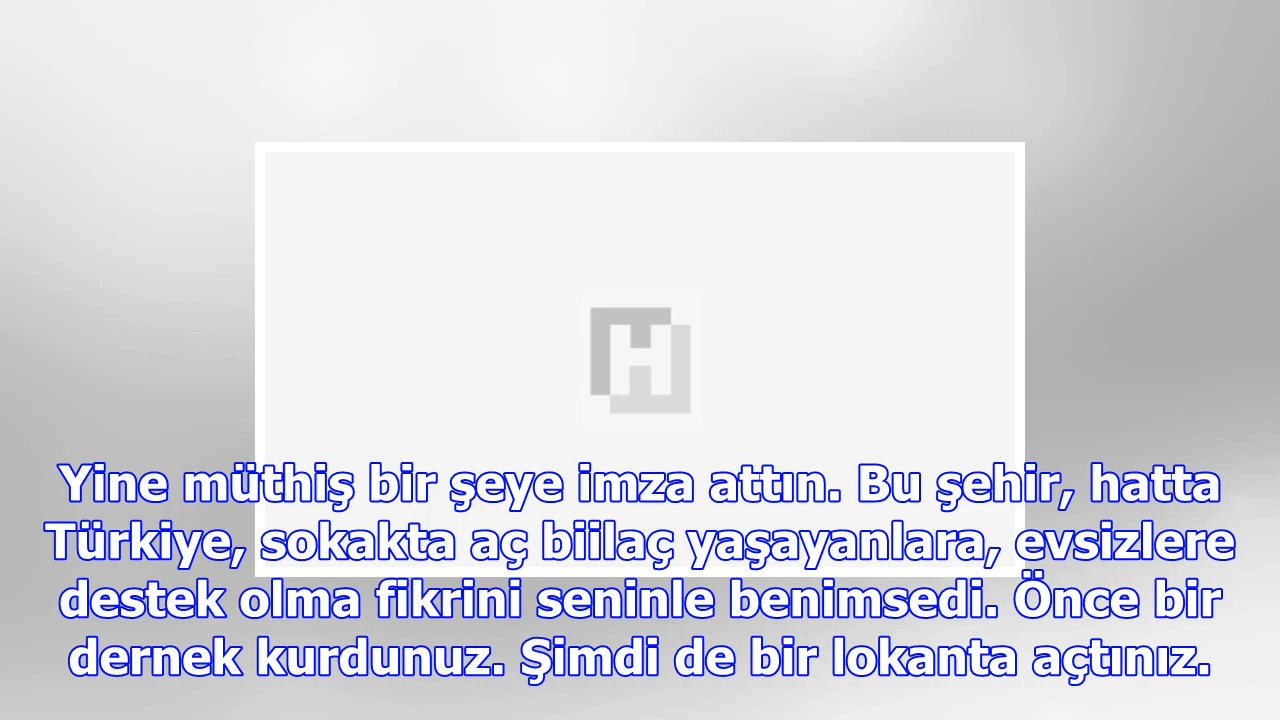 Yine müthiş bir şeye imza attın. Bu şehir, hatta
Türkiye, sokakta aç biilaç yaşayanlara, evsizlere
destek olma fikrini seninle benimsedi. Önce bir
dernek kurdunuz. Şimdi de bir lokanta açtınız.